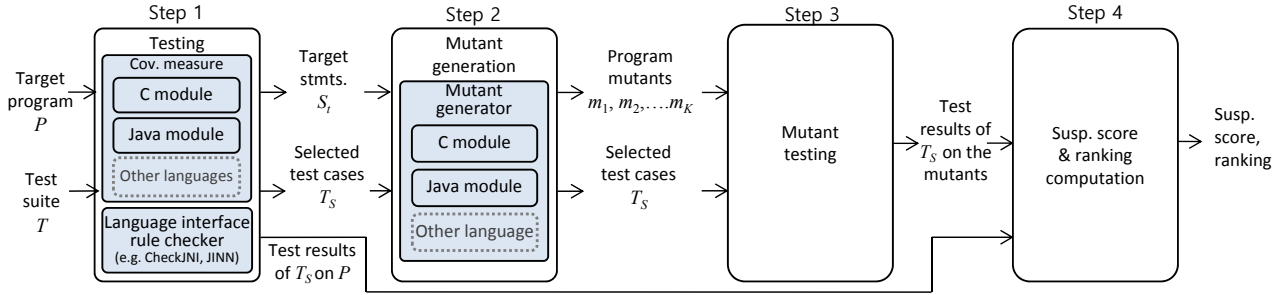 Step 1
Step 2
Step 3
Step 4
Target
program
P
Test
suite
T
Testing
Cov. measure
C module
Java module
Other languages
Language interface
rule checker
(e.g. CheckJNI, JINN)
Target
stmts.
St
Selected
test cases
TS
Test results
of TS on P
Mutant
generation
Mutant
generator
C module
Java module
Other language
Program
mutants
m1, m2,....mK
Selected
test cases
TS
Mutant
testing
Test
results of
TS on the
mutants
Susp. score
& ranking
computation
Susp.
score,
ranking